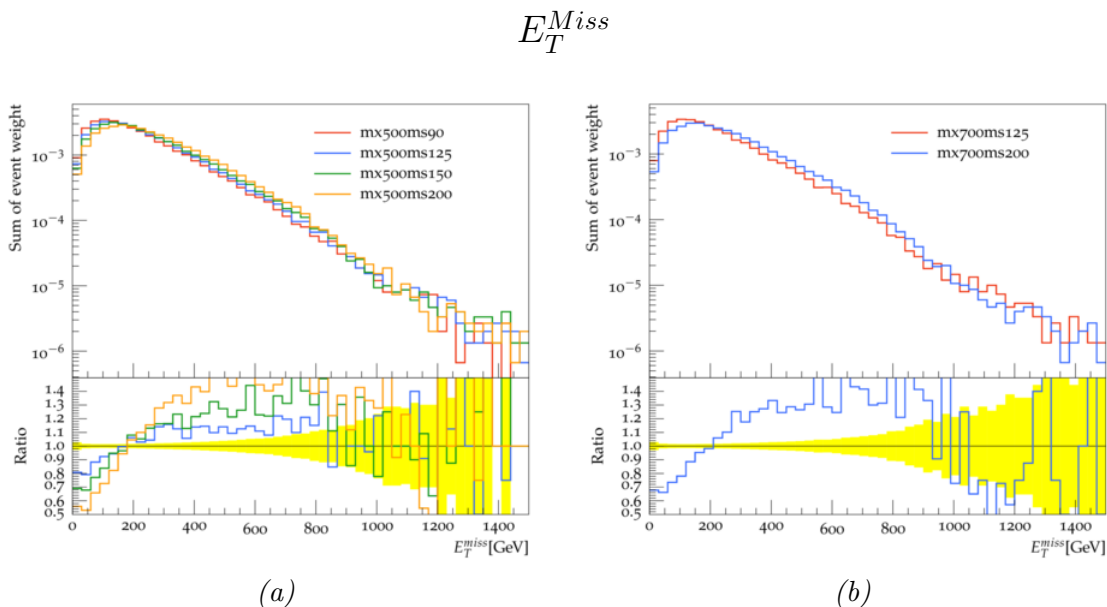 E_T^{Miss}
Sum of event weight
10^{-3}
10^{-4}
10^{-5}
10^{-6}
mx500ms90
mx500ms125
mx500ms150
mx500ms200
Ratio
1.4
1.3
1.2
1.1
1.0
0.9
0.8
0.7
0.6
0.5
0 200 400 600 800 1000 1200 1400
E_T^{miss}[GeV]
(a)
Sum of event weight
10^{-3}
10^{-4}
10^{-5}
10^{-6}
mx700ms125
mx700ms200
Ratio
1.4
1.3
1.2
1.1
1.0
0.9
0.8
0.7
0.6
0.5
0 200 400 600 800 1000 1200 1400
E_T^{miss}[GeV]
(b)